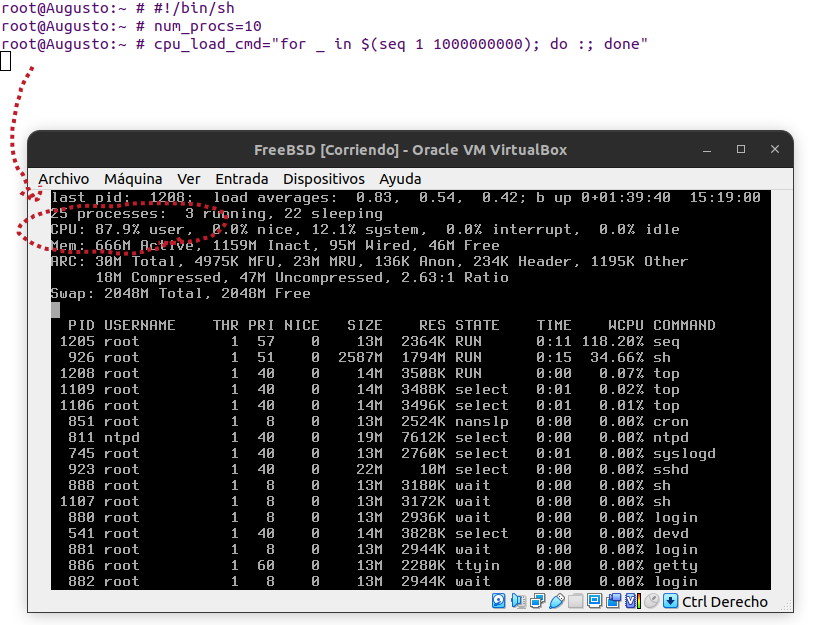 root@Augusto:~ # #!/bin/sh
root@Augusto:~ # num_procs=10
root@Augusto:~ # cpu_load_cmd="for _ in $(seq 1 1000000000); do :; done"
FreeBSD [Corriendo] - Oracle VM VirtualBox
Archivo Máquina Ver Entrada Dispositivos Ayuda
last pid: 1208; load averages: 0.83, 0.54, 0.42; b up 0+01:39:40 15:19:00
25 processes: 3 running, 22 sleeping
CPU: 87.9% user, 0.0% nice, 12.1% system, 0.0% interrupt, 0.0% idle
Mem: 666M Active, 1159M Inact, 95M Wired, 46M Free
ARC: 30M Total, 4975K MFU, 23M MRU, 136K Anon, 234K Header, 1195K Other
18M Compressed, 47M Uncompressed, 2.63:1 Ratio
Swap: 2048M Total, 2048M Free
PID USERNAME THR PRI NICE SIZE RES STATE TIME WCPU COMMAND
1205 root 1 57 0 13M 2364K RUN 0:11 118.20% seq
926 root 1 51 0 2587M 1794M RUN 0:15 34.66% sh
1208 root 1 40 0 14M 3508K RUN 0:00 0.07% top
1109 root 1 40 0 14M 3488K select 0:01 0.02% top
1106 root 1 40 0 14M 3496K select 0:01 0.01% top
851 root 1 8 0 13M 2524K nanslp 0:00 0.00% cron
811 ntpd 1 40 0 19M 7612K select 0:00 0.00% ntpd
745 root 1 40 0 13M 2760K select 0:01 0.00% syslogd
923 root 1 40 0 22M 10M select 0:00 0.00% sshd
888 root 1 8 0 13M 3180K wait 0:00 0.00% sh
1107 root 1 8 0 13M 3172K wait 0:00 0.00% sh
880 root 1 8 0 13M 2936K wait 0:00 0.00% login
541 root 1 40 0 14M 3828K select 0:00 0.00% devd
881 root 1 8 0 13M 2944K wait 0:00 0.00% login
886 root 1 60 0 13M 2280K ttyin 0:00 0.00% getty
882 root 1 8 0 13M 2944K wait 0:00 0.00% login
Ctrl Derecho